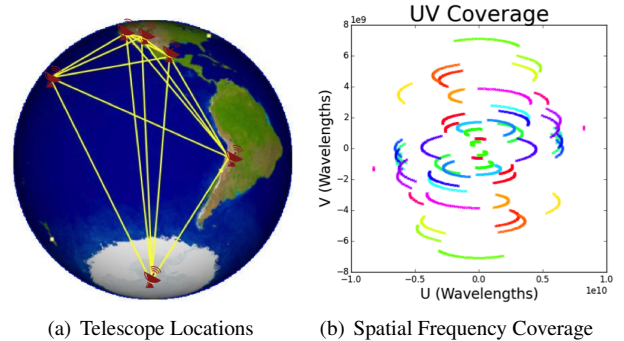 UV Coverage
1e9
8
6
4
2
0
−2
−4
−6
−8
V (Wavelengths)
−1.0 −0.5 0.0 0.5 1.0
1e10
U (Wavelengths)
(a) Telescope Locations
(b) Spatial Frequency Coverage